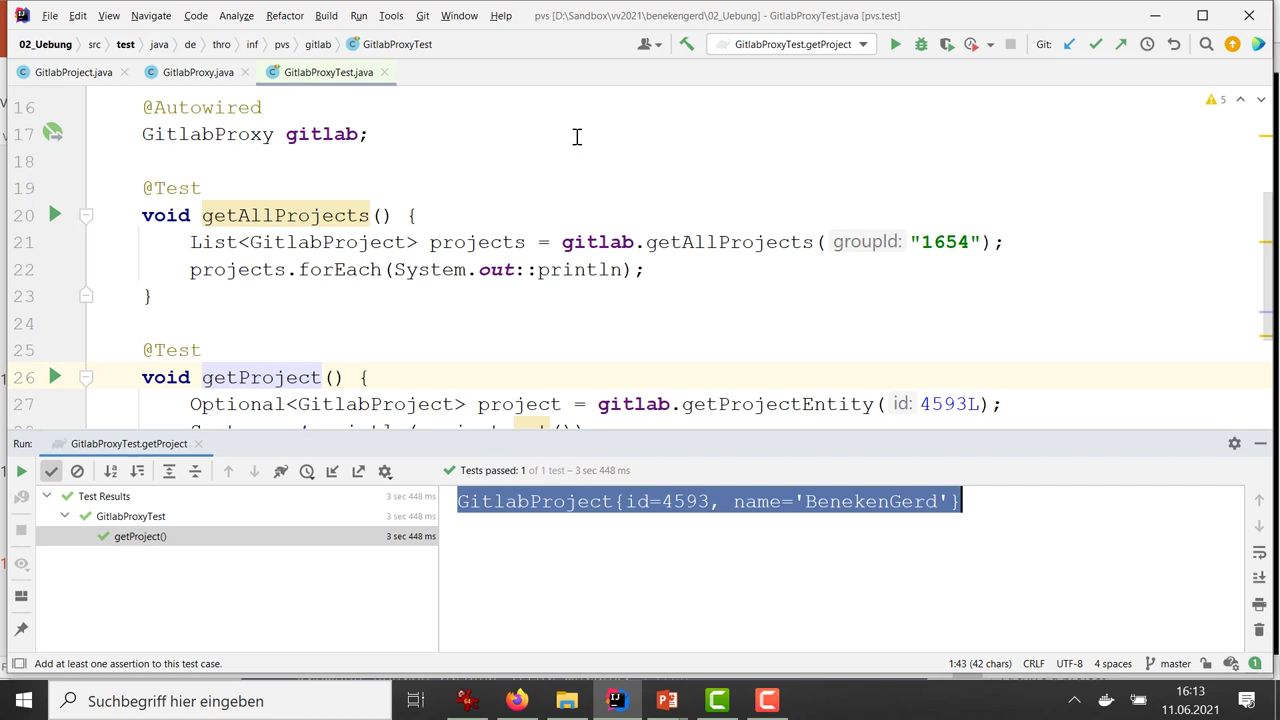 File Edit View Navigate Code Analyze Refactor Build Run Tools Git Window Help pvs [D:\Sandbox\vv2021\benekengerd\02_Uebung] - GitlabProxyTest.java [pvs.test]
02_Uebung src test java de thro inf pvs gitlab GitlabProxyTest GitlabProxyTest.getProject Git:
GitlabProject.java GitlabProxy.java GitlabProxyTest.java
16 @Autowired 5
17 GitlabProxy gitlab;
18
19 @Test
20 void getAllProjects() {
21 List<GitlabProject> projects = gitlab.getAllProjects( groupId: "1654");
22 projects.forEach(System.out::println);
23 }
24
25 @Test
26 void getProject() {
27 Optional<GitlabProject> project = gitlab.getProjectEntity( id: 4593L);
Run: GitlabProxyTest.getProject
Tests passed: 1 of 1 test – 3 sec 448 ms
Test Results 3 sec 448 ms
GitlabProject{id=4593, name='BenekenGerd'}
GitlabProxyTest 3 sec 448 ms
getProject() 3 sec 448 ms
Add at least one assertion to this test case. 1:43 (42 chars) CRLF UTF-8 4 spaces master 1
Suchbegriff hier eingeben
16:13
11.06.2021